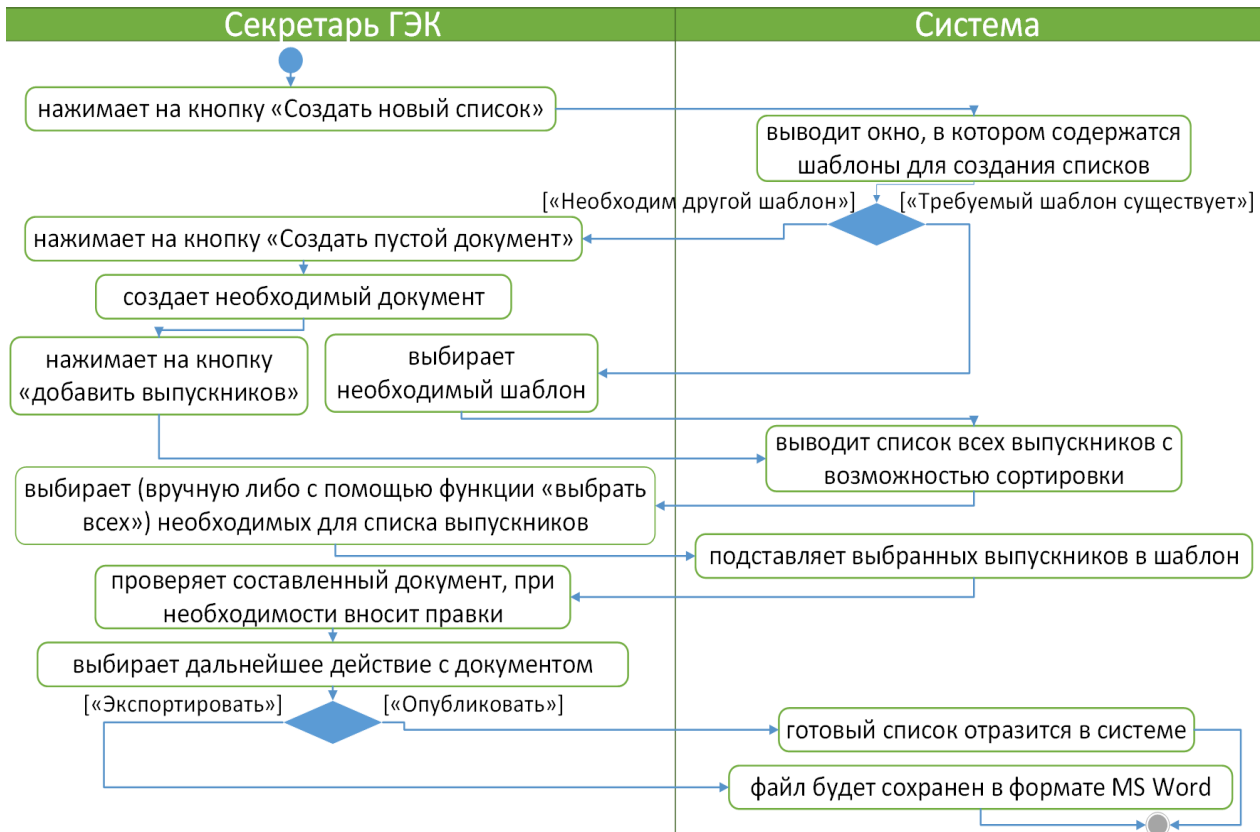 Секретарь ГЭК
Система
нажимает на кнопку «Создать новый список»
выводит окно, в котором содержатся
шаблоны для создания списков
[«Необходим другой шаблон»]
[«Требуемый шаблон существует»]
нажимает на кнопку «Создать пустой документ»
создает необходимый документ
нажимает на кнопку
«добавить выпускников»
выбирает
необходимый шаблон
выводит список всех выпускников с
возможностью сортировки
выбирает (вручную либо с помощью функции «выбрать
всех») необходимых для списка выпускников
подставляет выбранных выпускников в шаблон
проверяет составленный документ, при
необходимости вносит правки
выбирает дальнейшее действие с документом
[«Экспортировать»]
[«Опубликовать»]
готовый список отразится в системе
файл будет сохранен в формате MS Word